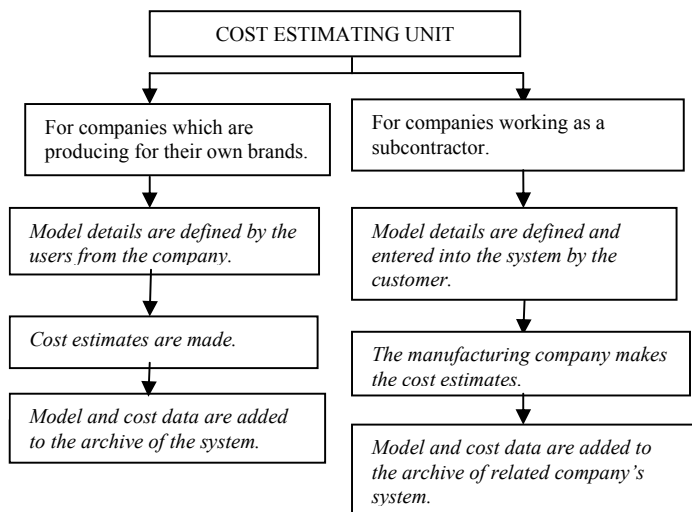 COST ESTIMATING UNIT
For companies which are
producing for their own brands.
Model details are defined by the
users from the company.
Cost estimates are made.
Model and cost data are added
to the archive of the system.
For companies working as a
subcontractor.
Model details are defined and
entered into the system by the
customer.
The manufacturing company makes
the cost estimates.
Model and cost data are added to
the archive of related company’s
system.